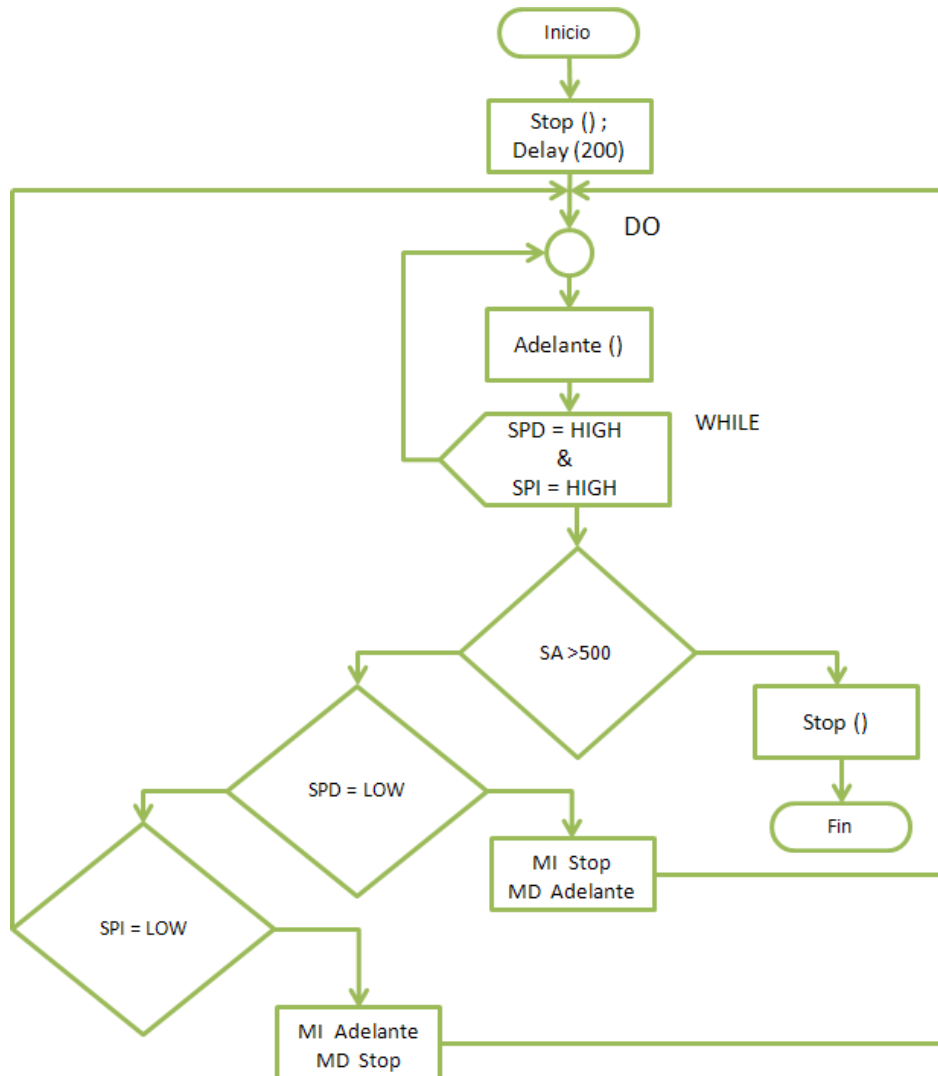 Inicio
Stop () ;
Delay (200)
DO
Adelante ()
WHILE
SPD = HIGH
&
SPI = HIGH
SA >500
Stop ()
SPD = LOW
Fin
MI Stop
MD Adelante
SPI = LOW
MI Adelante
MD Stop